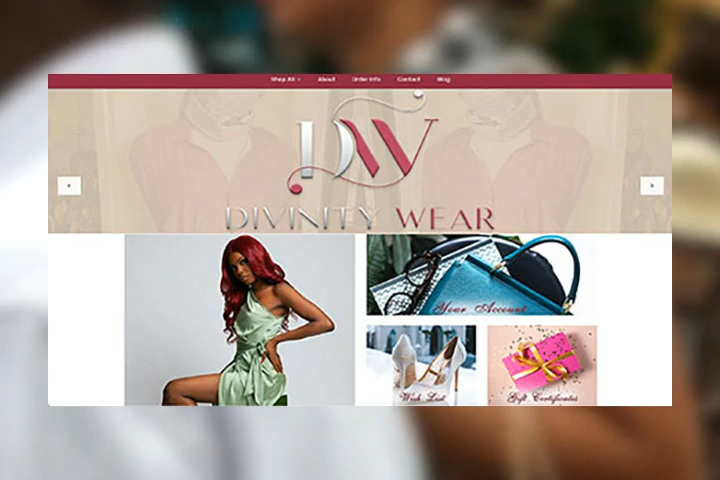 Shop All About Order Info Contact Blog
DW
DIVINITY WEAR
Your Account
Wish List
Gift Certificates